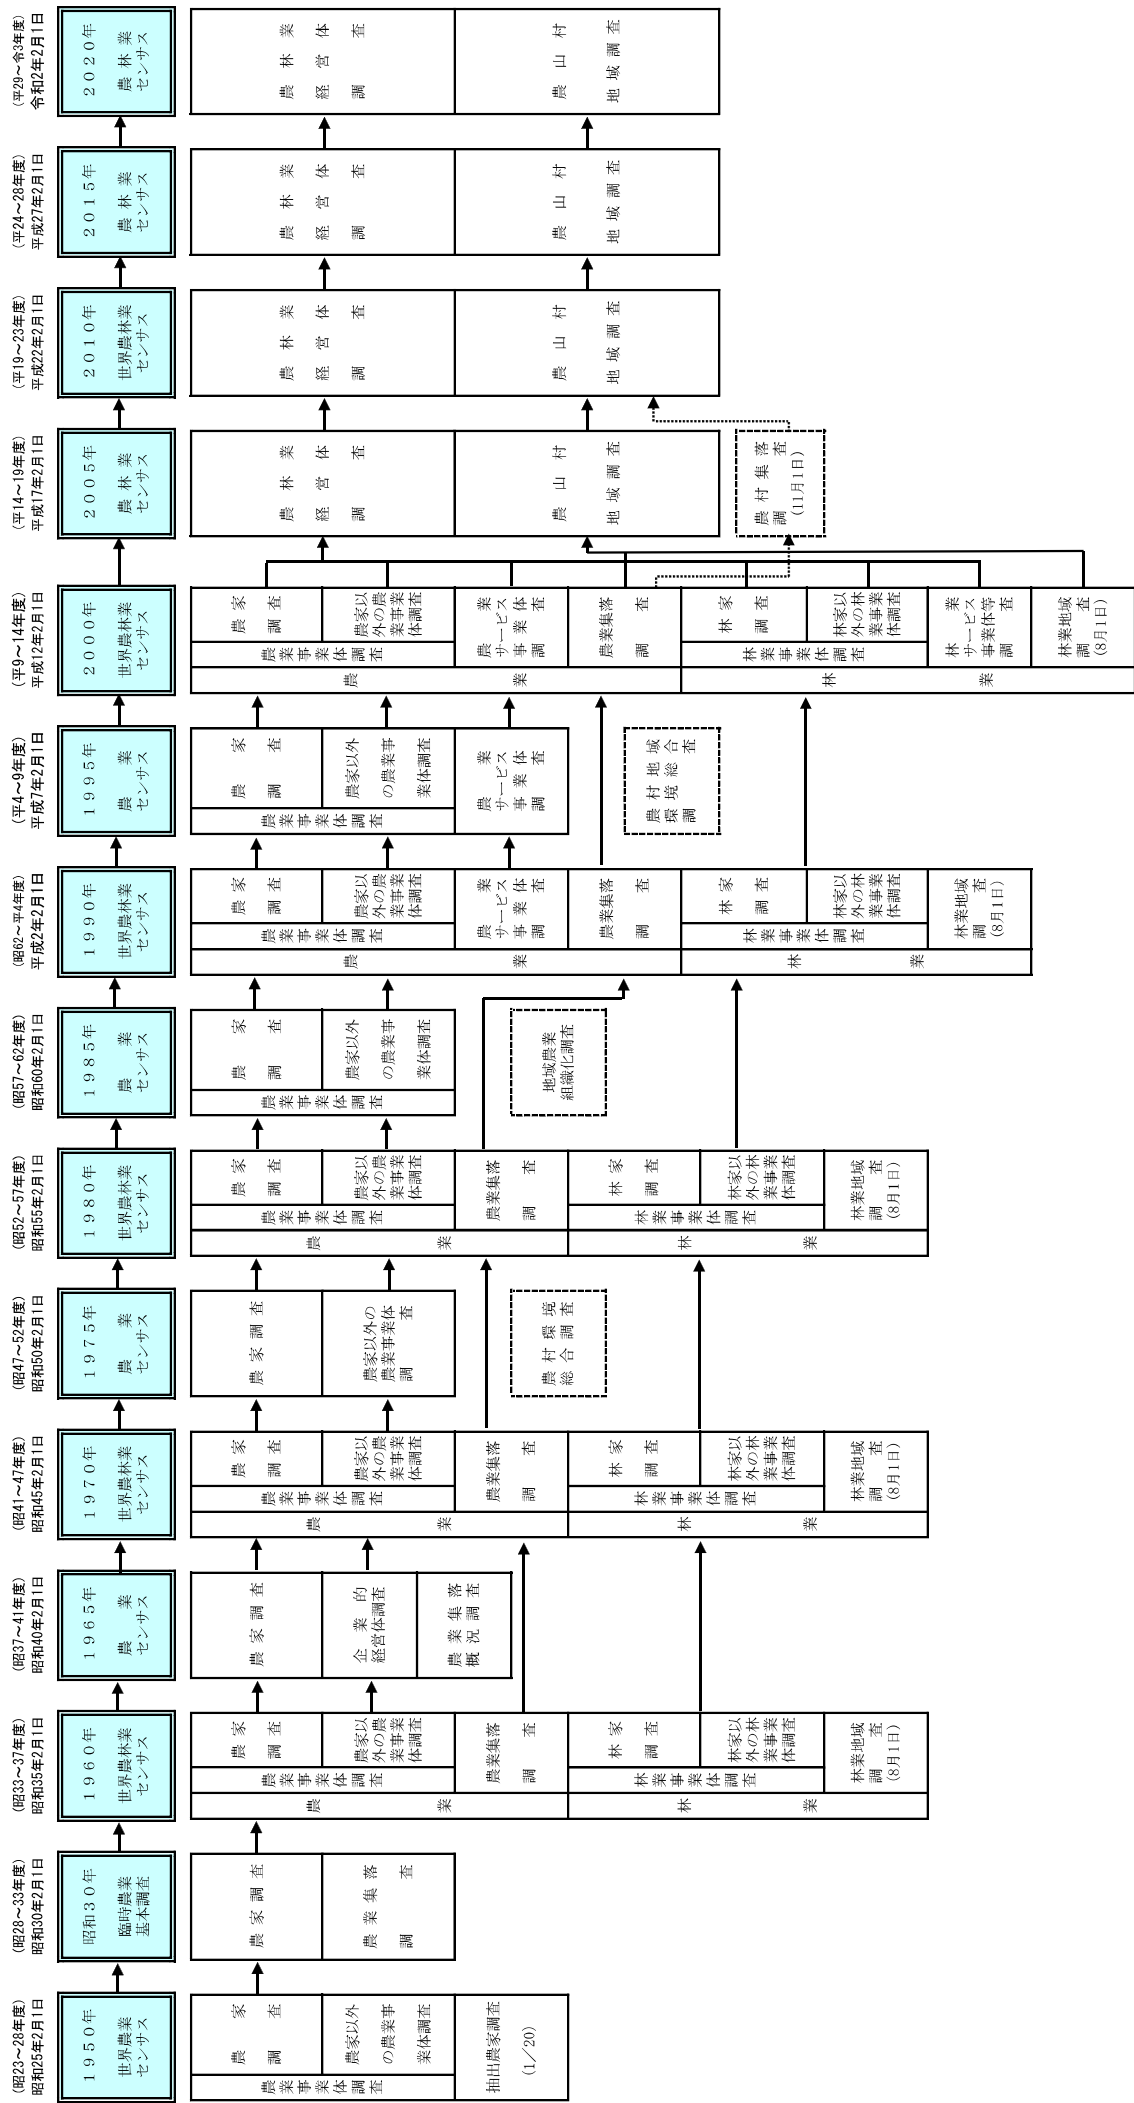 (昭23～28年度)
昭和25年2月1日
1950年
世界農業
センサス
農業事業体調査
農家
調査
農家以外
の農業事
業体調査
抽出農家調査
(1／20)
(昭28～33年度)
昭和30年2月1日
昭和30年
臨時農業
基本調査
農家調査
農業集落
調査
(昭33～37年度)
昭和35年2月1日
1960年
世界農林業
センサス
農業
農業事業体調査
農家
調査
農家以
外の農
業事業
体調査
農業集落
調査
林業
林業事業体調査
林家
調査
林家以
外の林
業事業
体調査
林業地域
調査
(8月1日)
(昭37～41年度)
昭和40年2月1日
1965年
農業
センサス
農家調査
企業的
経営体調査
農業集落
概況調査
(昭41～47年度)
昭和45年2月1日
1970年
世界農林業
センサス
農業
農業事業体調査
農家
調査
農家以
外の農
業事業
体調査
農業集落
調査
林業
林業事業体調査
林家
調査
林家以
外の林
業事業
体調査
林業地域
調査
(8月1日)
(昭47～52年度)
昭和50年2月1日
1975年
農業
センサス
農家調査
農家以外の
農業事業体
調査
農村環境
総合調査
(昭52～57年度)
昭和55年2月1日
1980年
世界農林業
センサス
農業
農業事業体調査
農家
調査
農家以
外の農
業事業
体調査
農業集落
調査
林業
林業事業体調査
林家
調査
林家以
外の林
業事業
体調査
林業地域
調査
(8月1日)
(昭57～62年度)
昭和60年2月1日
1985年
農業
センサス
農業事業体調査
農家
調査
農家以外
の農業事
業体調査
地域農業
組織化調査
(昭62～平4年度)
平成2年2月1日
1990年
世界農林業
センサス
農業
農業事業体調査
農家
調査
農家以
外の農
業事業
体調査
農業
サービス
事業体
調査
農業集落
調査
林業
林業事業体調査
林家
調査
林家以
外の林
業事業
体調査
林業地域
調査
(8月1日)
(平4～9年度)
平成7年2月1日
1995年
農業
センサス
農業事業体調査
農家
調査
農家以外
の農業事
業体調査
農業
サービス
事業体
調査
農村地域
環境総合
調査
(平9～14年度)
平成12年2月1日
2000年
世界農林業
センサス
農業
農業事業体調査
農家
調査
農家以
外の農
業事業
体調査
農業
サービス
事業体
調査
農業集落
調査
林業
林業事業体調査
林家
調査
林家以
外の林
業事業
体調査
林業
サービス
事業体等
調査
林業地域
調査
(8月1日)
(平14～19年度)
平成17年2月1日
2005年
農林業
センサス
農林業
経営体
調査
農山村
地域調査
農村集落
調査
(11月1日)
(平19～23年度)
平成22年2月1日
2010年
世界農林業
センサス
農林業
経営体
調査
農山村
地域調査
(平24～28年度)
平成27年2月1日
2015年
農林業
センサス
農林業
経営体
調査
農山村
地域調査
(平29～令3年度)
令和2年2月1日
2020年
農林業
センサス
農林業
経営体
調査
農山村
地域調査